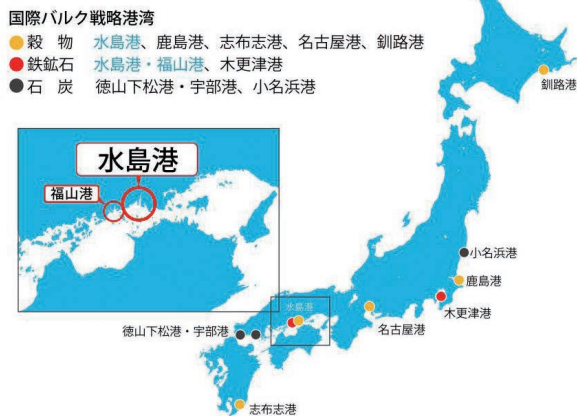 国際バルク戦略港湾
穀　物　水島港、鹿島港、志布志港、名古屋港、釧路港
鉄鉱石　水島港・福山港、木更津港
石　炭　徳山下松港・宇部港、小名浜港
釧路港
水島港
福山港
小名浜港
鹿島港
水島港
木更津港
名古屋港
徳山下松港・宇部港
志布志港